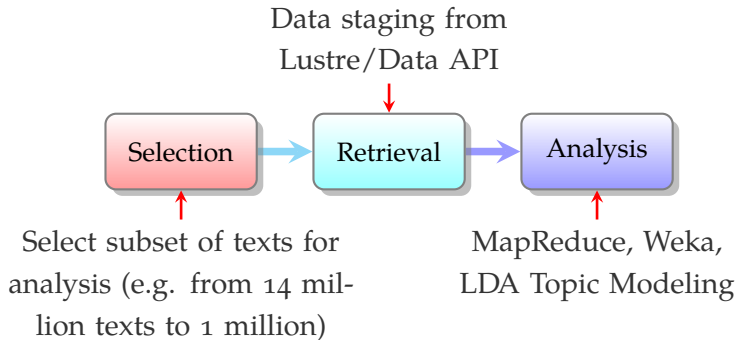 Data staging from
Lustre/Data API
Selection
Retrieval
Analysis
Select subset of texts for
analysis (e.g. from 14 mil-
lion texts to 1 million)
MapReduce, Weka,
LDA Topic Modeling